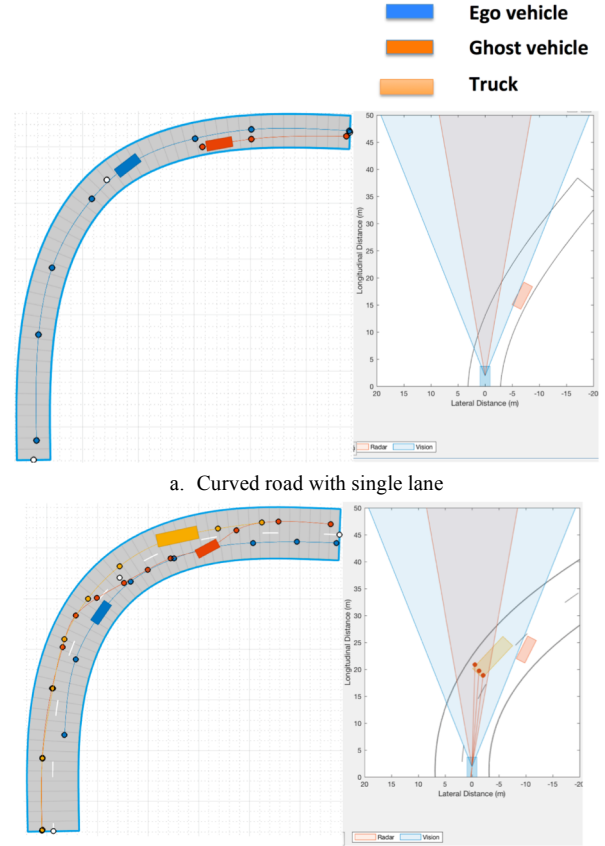 Ego vehicle
Ghost vehicle
Truck
50
45
40
35
30
25
20
15
10
5
0
Longitudinal Distance (m)
20 15 10 5 0 -5 -10 -15 -20
Lateral Distance (m)
Radar Vision
a. Curved road with single lane
50
45
40
35
30
25
20
15
10
5
0
Longitudinal Distance (m)
20 15 10 5 0 -5 -10 -15 -20
Lateral Distance (m)
Radar Vision